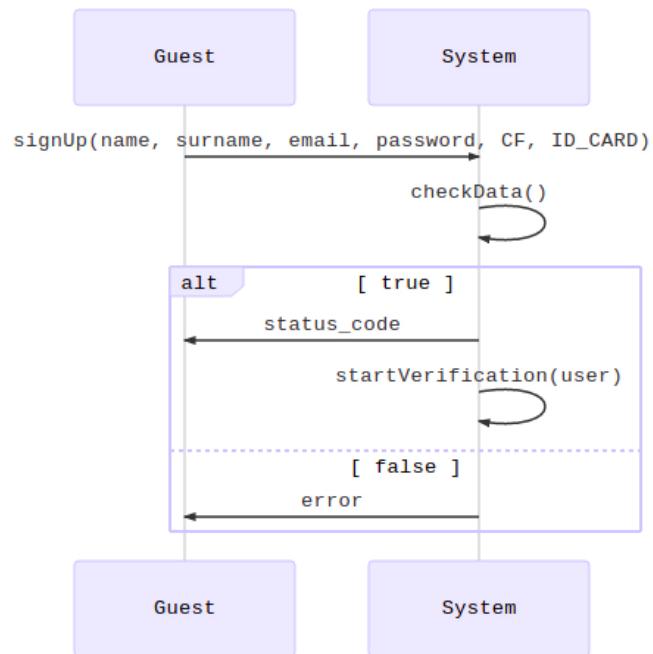 Guest System
signUp(name, surname, email, password, CF, ID_CARD)
checkData()
alt [ true ]
status_code
startVerification(user)
[ false ]
error
Guest System